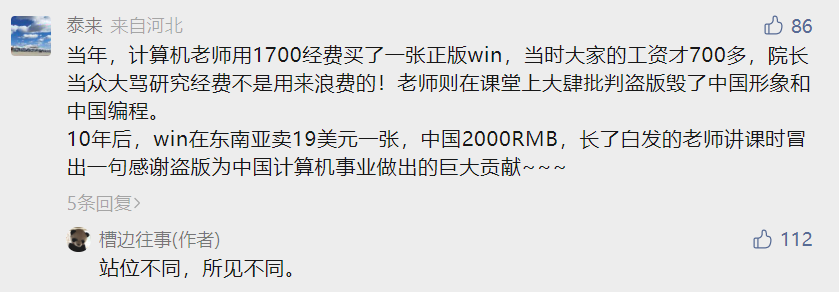 泰来 来自河北 86
当年，计算机老师用1700经费买了一张正版win，当时大家的工资才700多，院长
当众大骂研究经费不是用来浪费的！老师则在课堂上大肆批判盗版毁了中国形象和
中国编程。
10年后，win在东南亚卖19美元一张，中国2000RMB，长了白发的老师讲课时冒
出一句感谢盗版为中国计算机事业做出的巨大贡献~~~
5条回复>
槽边往事(作者) 112
站位不同，所见不同。